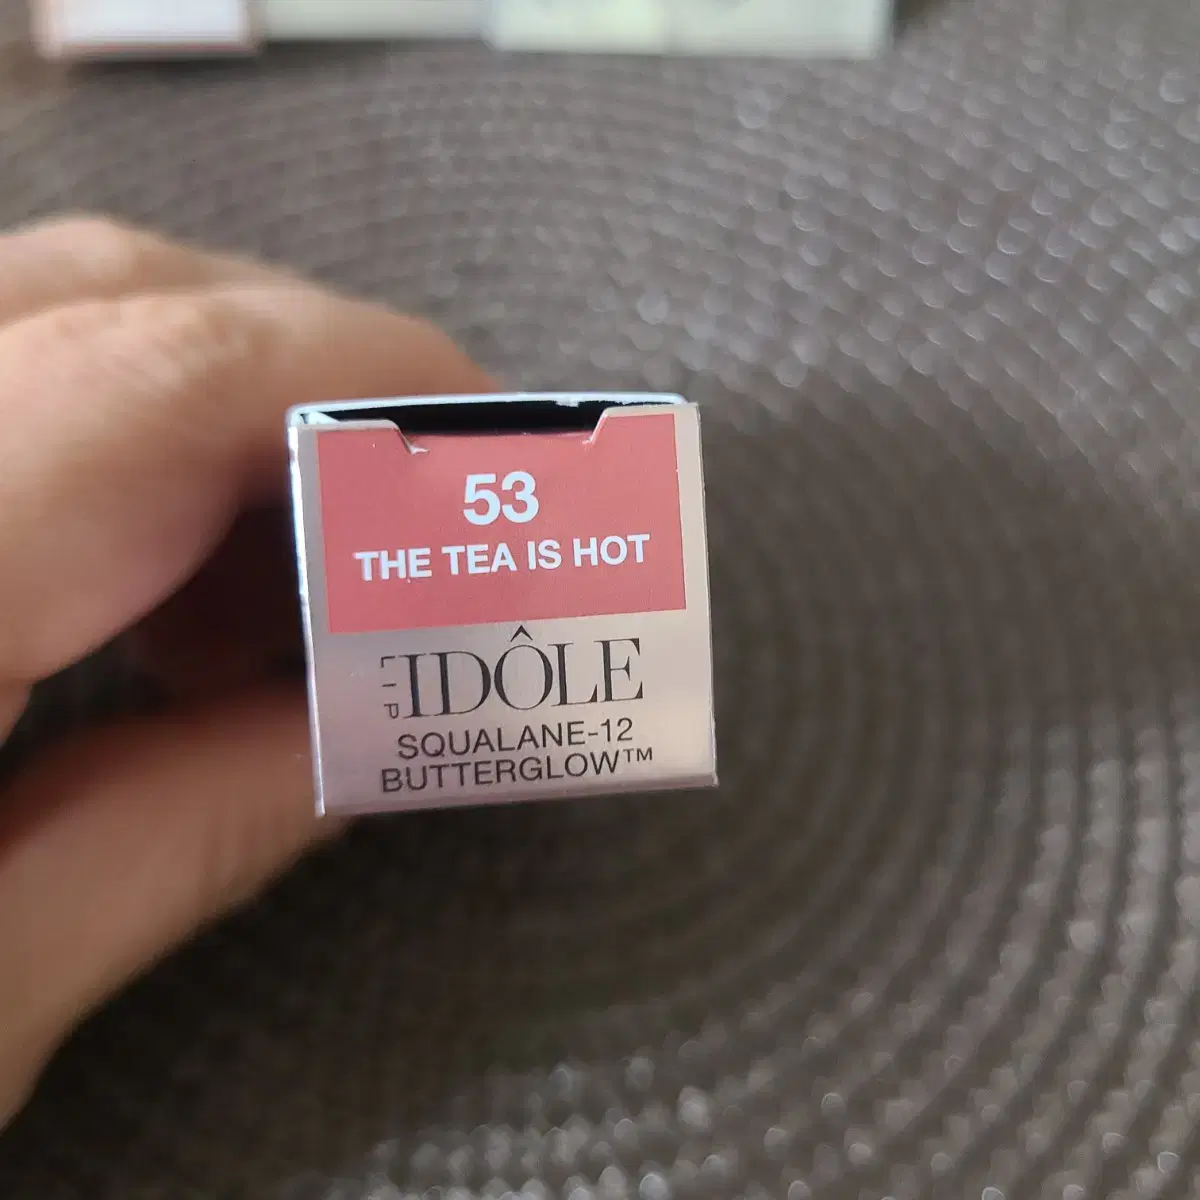 53
THE TEA IS HOT
LIP IDÔLE
SQUALANE-12
BUTTERGLOW™